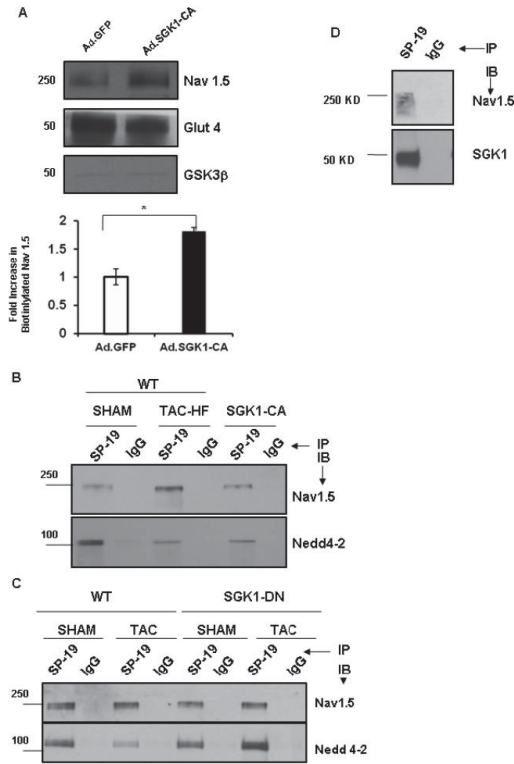 A
Ad.GFP
Ad.SGK1-CA
250
Nav 1.5
50
Glut 4
50
GSK3β
Fold Increase in
Biotinlytated Nav 1.5
2
1.5
1
0.5
0
*
Ad.GFP
Ad.SGK1-CA
D
SP-19
IgG
IP
IB
250 KD
Nav1.5
50 KD
SGK1
B
WT
SHAM
TAC-HF
SGK1-CA
SP-19
IgG
SP-19
IgG
SP-19
IgG
IP
IB
250
Nav1.5
100
Nedd4-2
C
WT
SGK1-DN
SHAM
TAC
SHAM
TAC
SP-19
IgG
SP-19
IgG
SP-19
IgG
SP-19
IgG
IP
IB
250
Nav1.5
100
Nedd 4-2